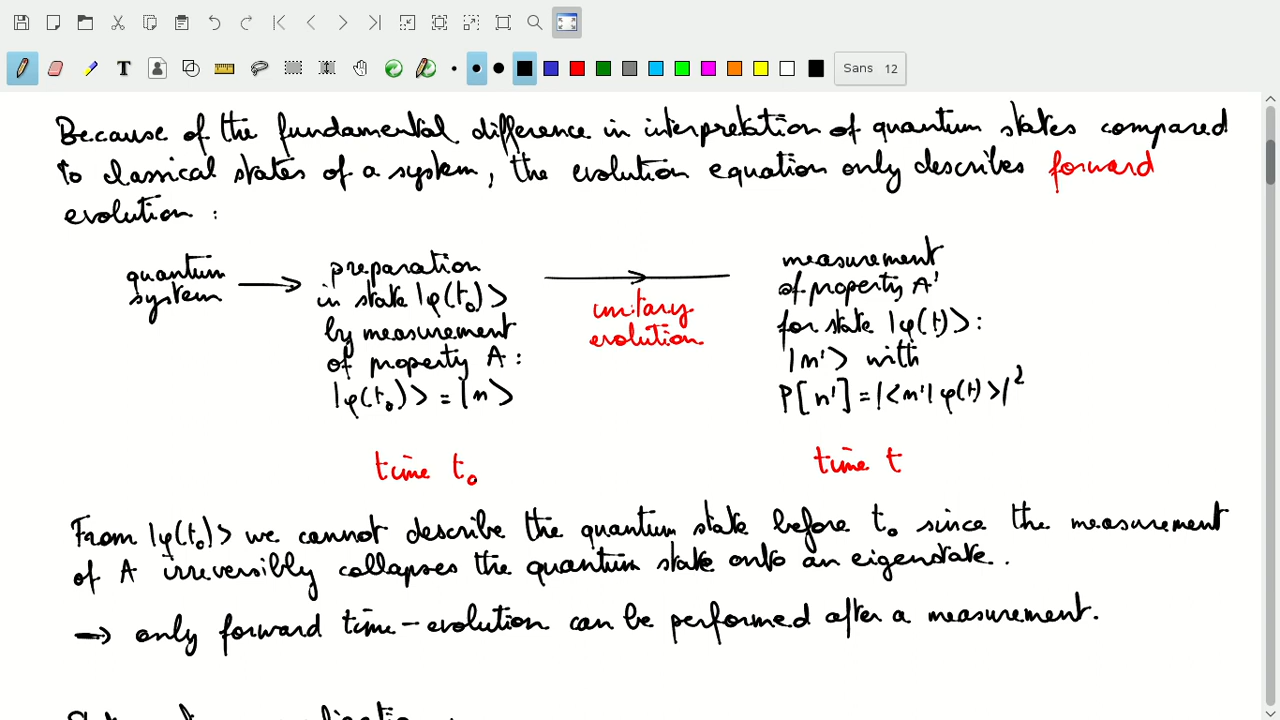 Sans 12
Because of the fundamental difference in interpretation of quantum states compared
to classical states of a system, the evolution equation only describes forward
evolution :
quantum
system
preparation
in state |φ(t₀)>
by measurement
of property A :
|φ(t₀)> = |n>
unitary
evolution
measurement
of property A'
for state |φ(t)> :
|n'> with
P[n'] = |<n'|φ(t)>|²
time t₀
time t
From |φ(t₀)> we cannot describe the quantum state before t₀ since the measurement
of A irreversibly collapses the quantum state onto an eigenstate.
→ only forward time-evolution can be performed after a measurement.